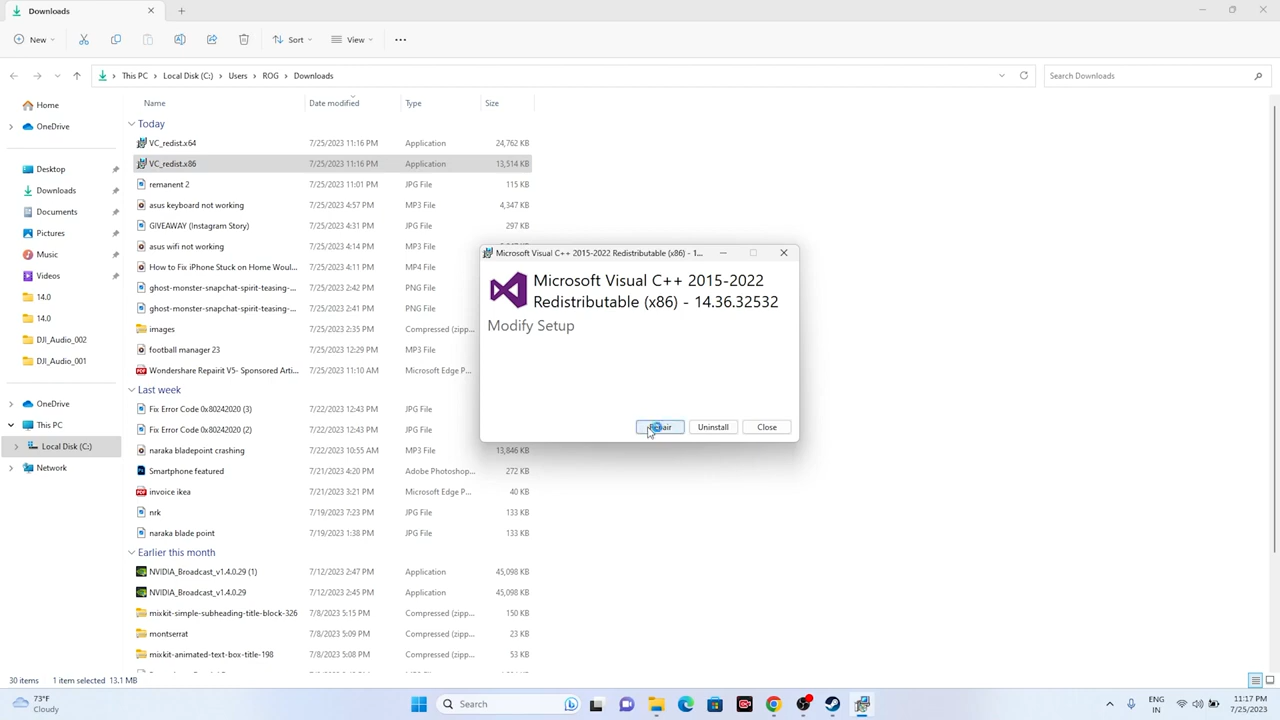 Downloads
New
Sort
View
This PC
Local Disk (C:)
Users
ROG
Downloads
Search Downloads
Home
OneDrive
Desktop
Downloads
Documents
Pictures
Music
Videos
14.0
14.0
DJI_Audio_002
DJI_Audio_001
OneDrive
This PC
Local Disk (C:)
Network
Name Date modified Type Size
Today
VC_redist.x64 7/25/2023 11:16 PM Application 24,762 KB
VC_redist.x86 7/25/2023 11:16 PM Application 13,514 KB
remanent 2 7/25/2023 11:01 PM JPG File 115 KB
asus keyboard not working 7/25/2023 4:57 PM MP3 File 4,347 KB
GIVEAWAY (Instagram Story) 7/25/2023 4:31 PM JPG File 297 KB
asus wifi not working 7/25/2023 4:14 PM MP3 File
How to Fix iPhone Stuck on Home Woul... 7/25/2023 3:36 PM MP4 File
ghost-monster-snapchat-spirit-teasing-... 7/25/2023 2:42 PM PNG File
ghost-monster-snapchat-spirit-teasing-... 7/25/2023 2:41 PM PNG File
images 7/25/2023 2:35 PM Compressed (zipp...
football manager 23 7/25/2023 12:29 PM MP3 File
Wondershare Repairit V5- Sponsored Arti... 7/25/2023 11:10 AM Microsoft Edge P...
Last week
Fix Error Code 0x80242020 (3) 7/22/2023 12:43 PM JPG File
Fix Error Code 0x80242020 (2) 7/22/2023 12:43 PM JPG File
naraka bladepoint crashing 7/22/2023 10:55 AM MP3 File 13,846 KB
Smartphone featured 7/21/2023 4:20 PM Adobe Photoshop... 272 KB
invoice ikea 7/21/2023 3:21 PM Microsoft Edge P... 40 KB
nrk 7/19/2023 7:23 PM JPG File 133 KB
naraka blade point 7/19/2023 1:38 PM JPG File 133 KB
Earlier this month
NVIDIA_Broadcast_v1.4.0.29 (1) 7/12/2023 2:47 PM Application 45,098 KB
NVIDIA_Broadcast_v1.4.0.29 7/12/2023 2:45 PM Application 45,098 KB
mixkit-simple-subheading-title-block-326 7/8/2023 5:15 PM Compressed (zipp... 150 KB
montserrat 7/8/2023 5:09 PM Compressed (zipp... 23 KB
mixkit-animated-text-box-title-198 7/8/2023 5:08 PM Compressed (zipp... 53 KB
Microsoft Visual C++ 2015-2022 Redistributable (x86) - 1...
Microsoft Visual C++ 2015-2022
Redistributable (x86) - 14.36.32532
Modify Setup
Uninstall
Close
30 items 1 item selected 13.1 MB
73°F
Cloudy
Search
ENG
IN
11:17 PM
7/25/2023